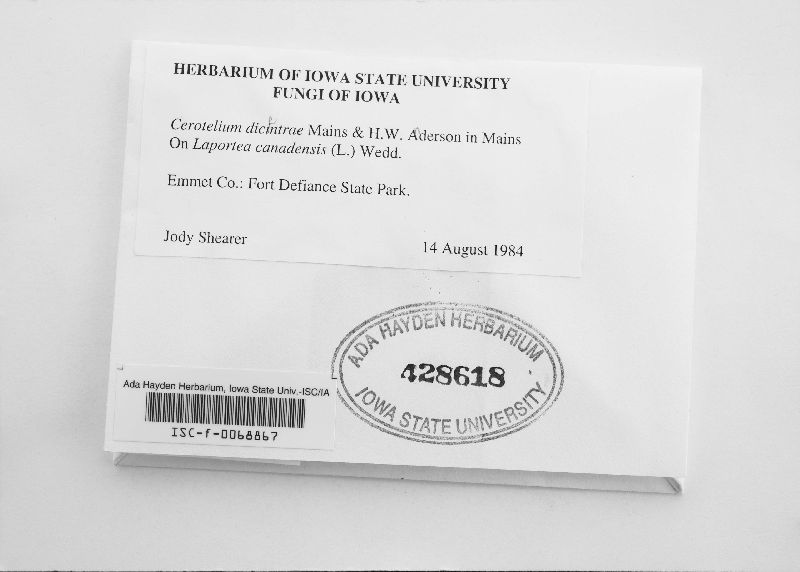 HERBARIUM OF IOWA STATE UNIVERSITY
FUNGI OF IOWA
Cerotelium dicentrae Mains & H.W. Aderson in Mains
On Laportea canadensis (L.) Wedd.
Emmet Co.: Fort Defiance State Park.
Jody Shearer
14 August 1984
ADA HAYDEN HERBARIUM
428618
IOWA STATE UNIVERSITY
Ada Hayden Herbarium, Iowa State Univ.-ISC/IA
ISC-f-0068867